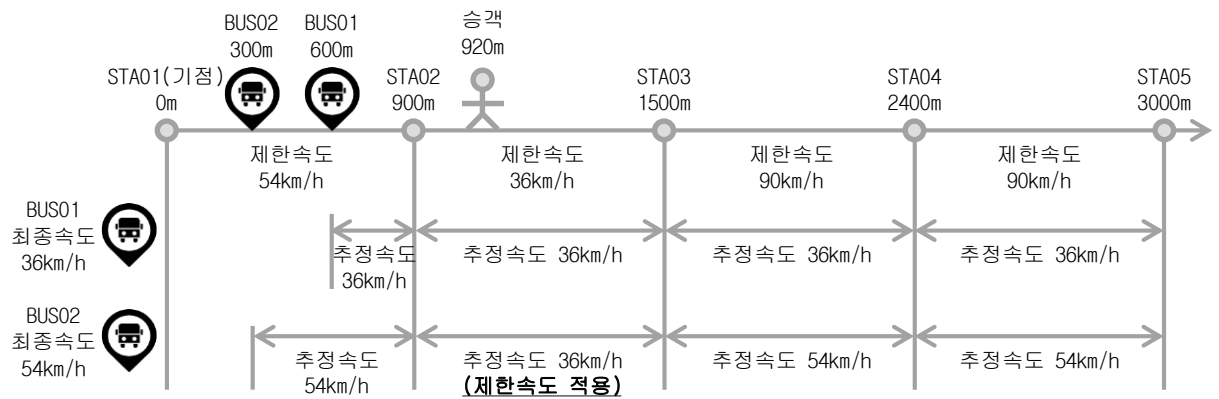 BUS02
300m
BUS01
600m
승객
920m
STA01(기점)
0m
STA02
900m
STA03
1500m
STA04
2400m
STA05
3000m
제한속도
54km/h
제한속도
36km/h
제한속도
90km/h
제한속도
90km/h
BUS01
최종속도
36km/h
추정속도
36km/h
추정속도 36km/h
추정속도 36km/h
추정속도 36km/h
BUS02
최종속도
54km/h
추정속도
54km/h
추정속도 36km/h
(제한속도 적용)
추정속도 54km/h
추정속도 54km/h